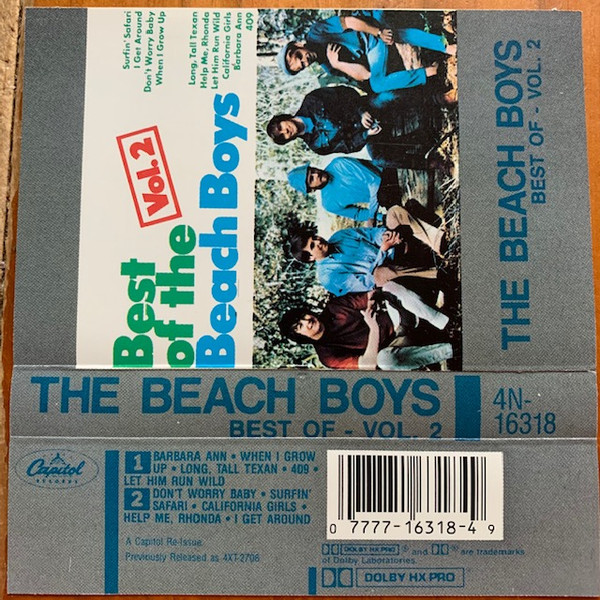 Surfin' Safari
I Get Around
Don't Worry Baby
When I Grow Up
Long, Tall Texan
Help Me, Rhonda
Let Him Run Wild
California Girls
Barbara Ann
409
Vol. 2
Best
of the
Beach Boys
THE BEACH BOYS
BEST OF - VOL. 2
THE BEACH BOYS
BEST OF - VOL. 2
4N-
16318
Capitol
RECORDS
1 BARBARA ANN • WHEN I GROW
UP • LONG, TALL TEXAN • 409 •
LET HIM RUN WILD
2 DON'T WORRY BABY • SURFIN'
SAFARI • CALIFORNIA GIRLS •
HELP ME, RHONDA • I GET AROUND
A Capitol Re-Issue
Previously Released as 4XT-2706
0 7777-16318-4 9
DOLBY HX PRO ® and ® are trademarks
of Dolby Laboratories.
DOLBY HX PRO